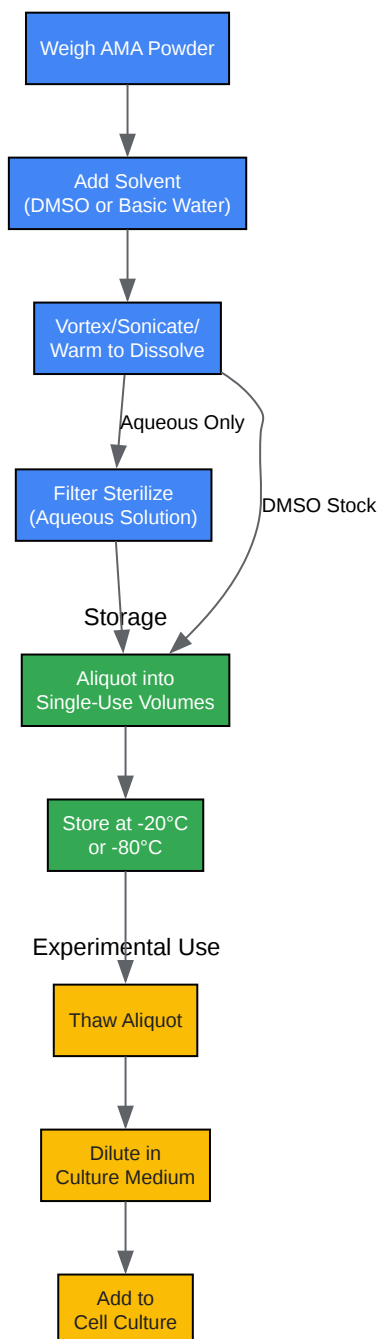 Weigh AMA Powder
Add Solvent
(DMSO or Basic Water)
Vortex/Sonicate/
Warm to Dissolve
Aqueous Only
Filter Sterilize
(Aqueous Solution)
DMSO Stock
Storage
Aliquot into
Single-Use Volumes
Store at -20°C
or -80°C
Experimental Use
Thaw Aliquot
Dilute in
Culture Medium
Add to
Cell Culture